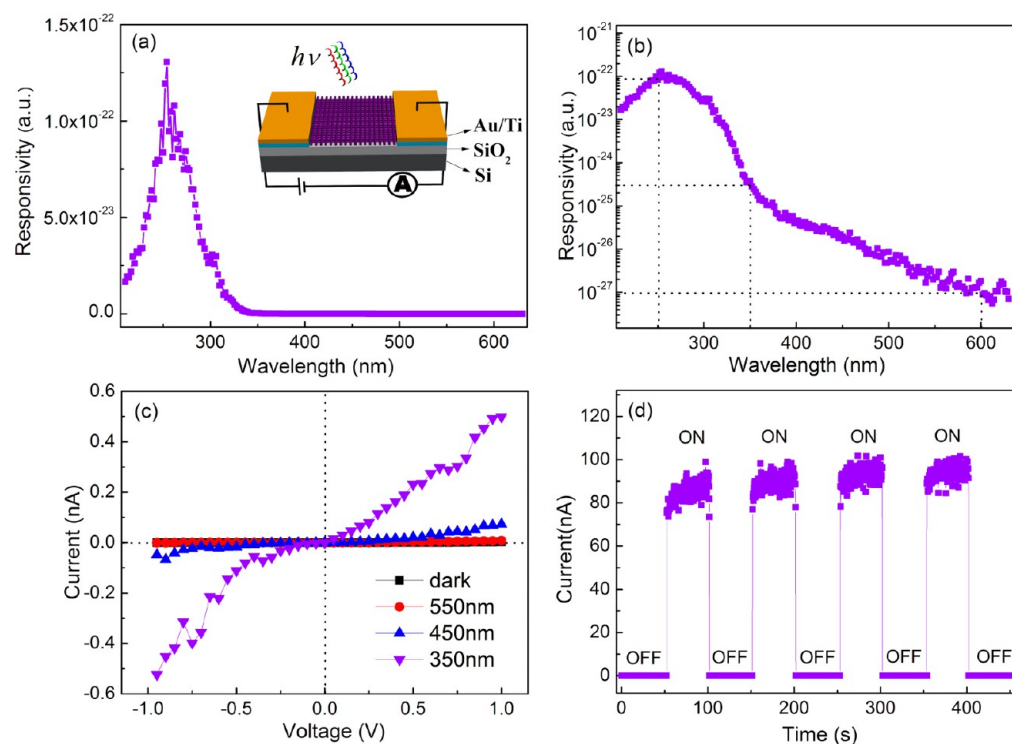 (a)
1.5x10⁻²²
1.0x10⁻²²
5.0x10⁻²³
0.0
Responsivity (a.u.)
hν
Au/Ti
SiO₂
Si
A
300 400 500 600
Wavelength (nm)
(b)
10⁻²¹
10⁻²²
10⁻²³
10⁻²⁴
10⁻²⁵
10⁻²⁶
10⁻²⁷
Responsivity (a.u.)
300 400 500 600
Wavelength (nm)
(c)
0.6
0.4
0.2
0.0
-0.2
-0.4
-0.6
Current (nA)
dark
550nm
450nm
350nm
-1.0 -0.5 0.0 0.5 1.0
Voltage (V)
(d)
120
100
80
60
40
20
0
Current(nA)
ON ON ON ON
OFF OFF OFF OFF OFF
0 100 200 300 400
Time (s)